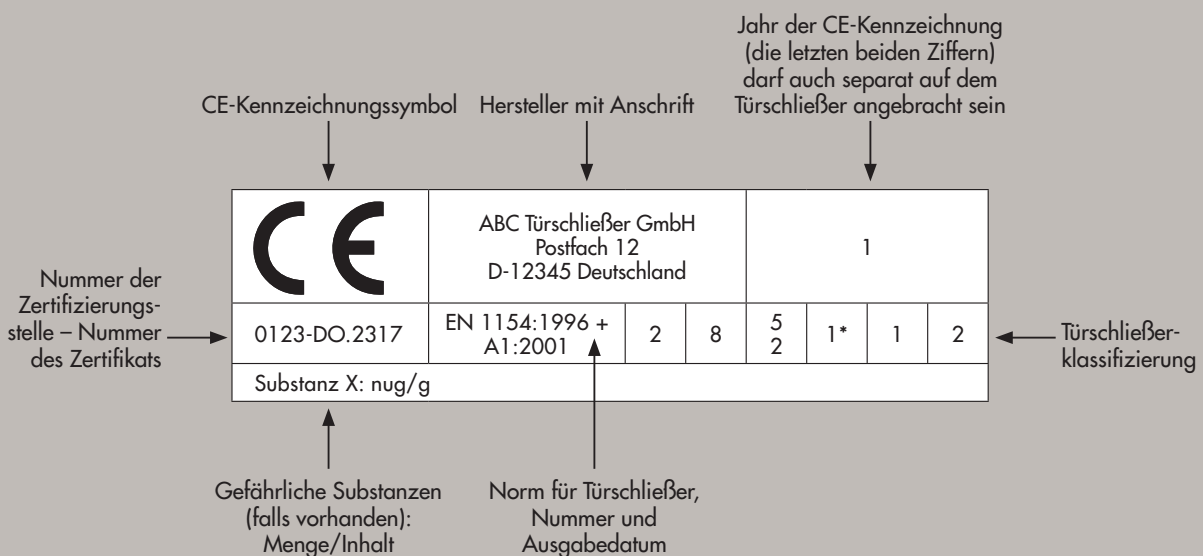 Jahr der CE-Kennzeichnung
(die letzten beiden Ziffern)
darf auch separat auf dem
Türschließer angebracht sein
CE-Kennzeichnungssymbol
Hersteller mit Anschrift
CE
ABC Türschließer GmbH
Postfach 12
D-12345 Deutschland
1
Nummer der
Zertifizierungs-
stelle – Nummer
des Zertifikats
0123-DO.2317
EN 1154:1996 +
A1:2001
2
8
5
2
1*
1
2
Türschließer-
klassifizierung
Substanz X: nug/g
Gefährliche Substanzen
(falls vorhanden):
Menge/Inhalt
Norm für Türschließer,
Nummer und
Ausgabedatum